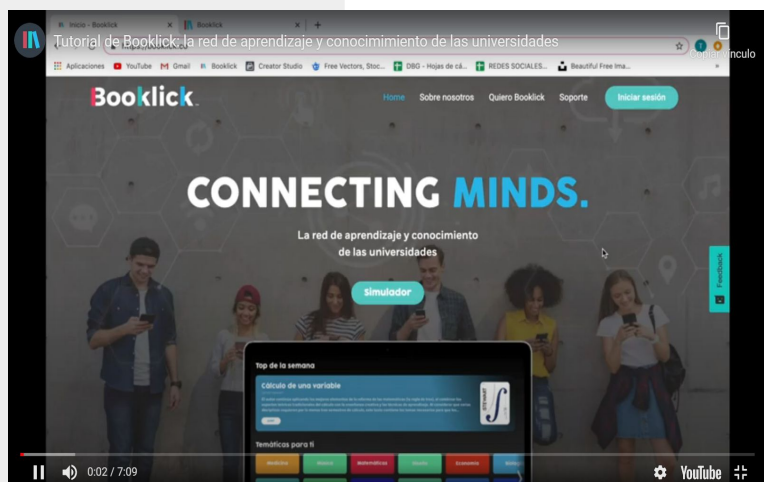 Inicio - Booklick
Booklick
Tutorial de Booklick: la red de aprendizaje y conocimimiento de las universidades
Copiar vínculo
Aplicaciones YouTube Gmail Booklick Creator Studio Free Vectors, Stoc... DBG - Hojas de cá... REDES SOCIALES... Beautiful Free Ima...
Booklick
Home Sobre nosotros Quiero Booklick Soporte Iniciar sesión
CONNECTING MINDS.
La red de aprendizaje y conocimiento
de las universidades
Feedback
Simulador
Top de la semana
Cálculo de una variable
Temáticas para ti
Medicina Música Matemáticas Diseño Economía
0:02 / 7:09
YouTube